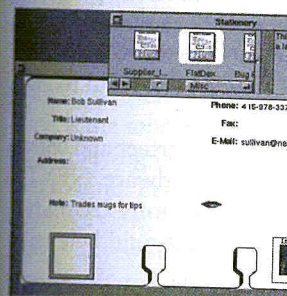 Stationery
Supplier_I...
FlatDex
Bug
Misc
Name: Bob Sullivan
Title: Lieutenant
Company: Unknown
Address:
Note: Trades mugs for tips
Phone: 415-978-337
Fax:
E-Mail: sullivan@ne